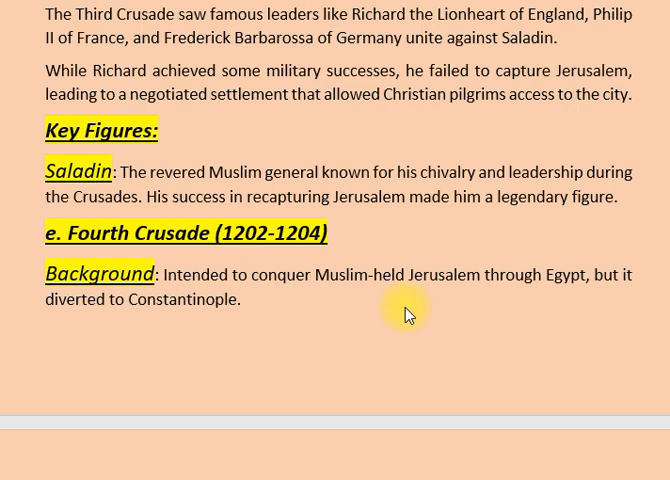 The Third Crusade saw famous leaders like Richard the Lionheart of England, Philip
II of France, and Frederick Barbarossa of Germany unite against Saladin.
While Richard achieved some military successes, he failed to capture Jerusalem,
leading to a negotiated settlement that allowed Christian pilgrims access to the city.
Key Figures:
Saladin: The revered Muslim general known for his chivalry and leadership during
the Crusades. His success in recapturing Jerusalem made him a legendary figure.
e. Fourth Crusade (1202-1204)
Background: Intended to conquer Muslim-held Jerusalem through Egypt, but it
diverted to Constantinople.